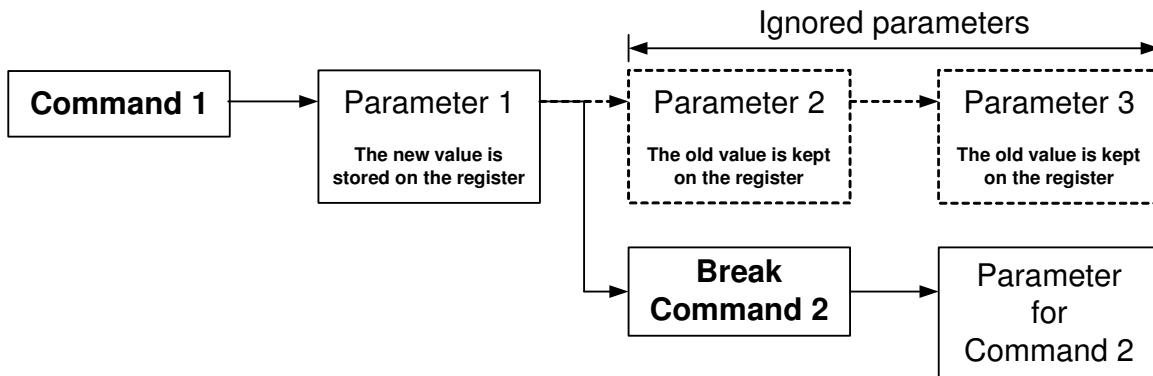 Ignored parameters
Command 1
Parameter 1
The new value is
stored on the register
Parameter 2
The old value is kept
on the register
Parameter 3
The old value is kept
on the register
Break
Command 2
Parameter
for
Command 2